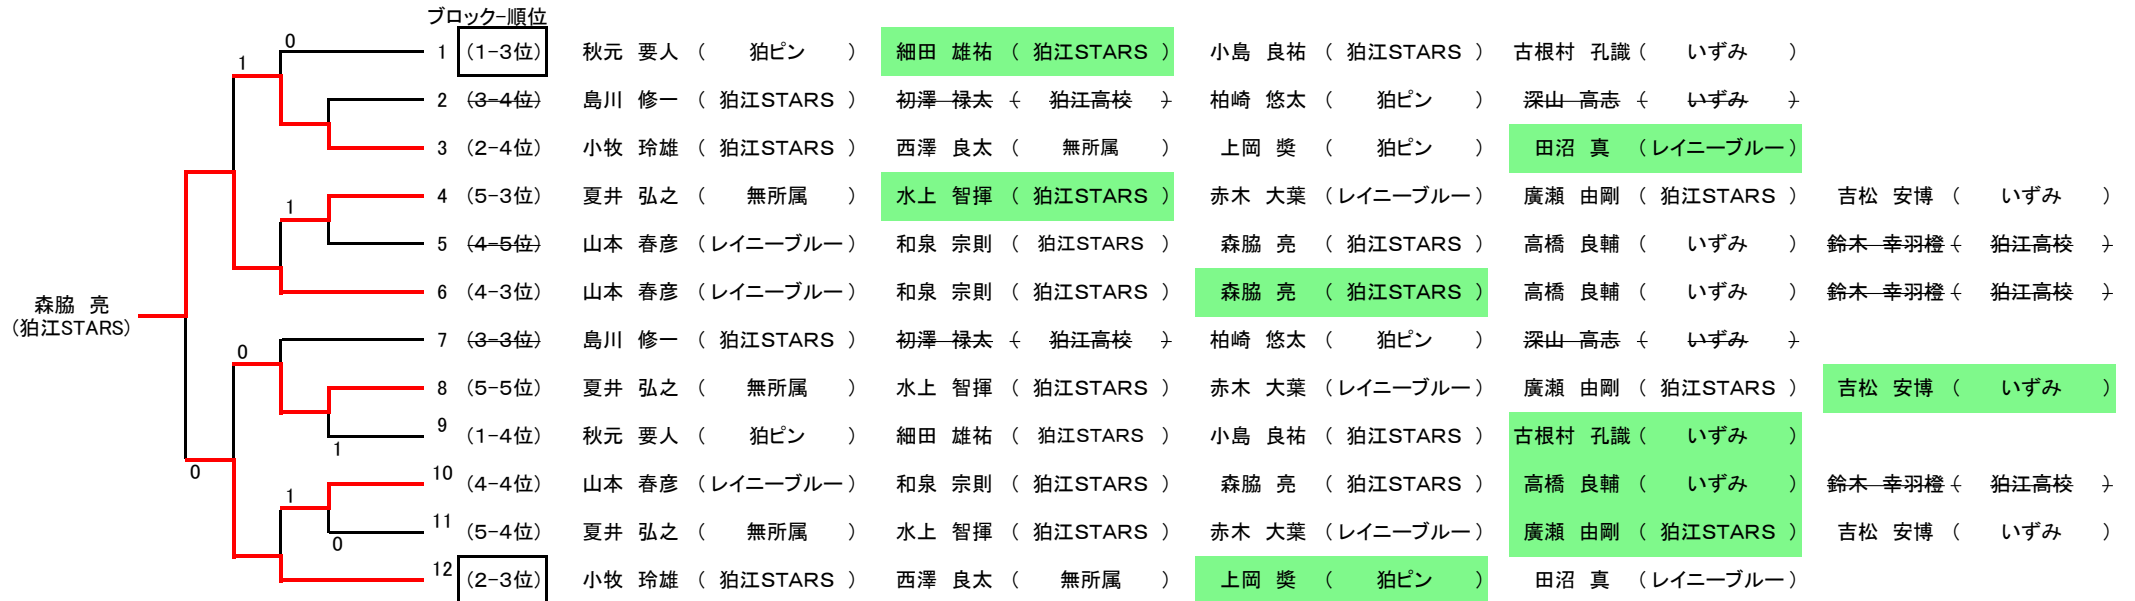 ブロック-順位
0
1 (1-3位) 秋元 要人 ( 狛ピン ) 細田 雄祐 ( 狛江STARS ) 小島 良祐 ( 狛江STARS ) 古根村 孔識 ( いずみ )
1
2 (3-4位) 島川 修一 ( 狛江STARS ) 初澤 禄太 ( 狛江高校 ) 柏崎 悠太 ( 狛ピン ) 深山 高志 ( いずみ )
3 (2-4位) 小牧 玲雄 ( 狛江STARS ) 西澤 良太 ( 無所属 ) 上岡 奬 ( 狛ピン ) 田沼 真 (レイニーブルー)
4 (5-3位) 夏井 弘之 ( 無所属 ) 水上 智揮 ( 狛江STARS ) 赤木 大葉 (レイニーブルー) 廣瀬 由剛 ( 狛江STARS ) 吉松 安博 ( いずみ )
1
5 (4-5位) 山本 春彦 (レイニーブルー) 和泉 宗則 ( 狛江STARS ) 森脇 亮 ( 狛江STARS ) 高橋 良輔 ( いずみ ) 鈴木 幸羽橙 ( 狛江高校 )
6 (4-3位) 山本 春彦 (レイニーブルー) 和泉 宗則 ( 狛江STARS ) 森脇 亮 ( 狛江STARS ) 高橋 良輔 ( いずみ ) 鈴木 幸羽橙 ( 狛江高校 )
森脇 亮
(狛江STARS)
7 (3-3位) 島川 修一 ( 狛江STARS ) 初澤 禄太 ( 狛江高校 ) 柏崎 悠太 ( 狛ピン ) 深山 高志 ( いずみ )
0
8 (5-5位) 夏井 弘之 ( 無所属 ) 水上 智揮 ( 狛江STARS ) 赤木 大葉 (レイニーブルー) 廣瀬 由剛 ( 狛江STARS ) 吉松 安博 ( いずみ )
9 (1-4位) 秋元 要人 ( 狛ピン ) 細田 雄祐 ( 狛江STARS ) 小島 良祐 ( 狛江STARS ) 古根村 孔識 ( いずみ )
1
0
10 (4-4位) 山本 春彦 (レイニーブルー) 和泉 宗則 ( 狛江STARS ) 森脇 亮 ( 狛江STARS ) 高橋 良輔 ( いずみ ) 鈴木 幸羽橙 ( 狛江高校 )
1
11 (5-4位) 夏井 弘之 ( 無所属 ) 水上 智揮 ( 狛江STARS ) 赤木 大葉 (レイニーブルー) 廣瀬 由剛 ( 狛江STARS ) 吉松 安博 ( いずみ )
0
12 (2-3位) 小牧 玲雄 ( 狛江STARS ) 西澤 良太 ( 無所属 ) 上岡 奬 ( 狛ピン ) 田沼 真 (レイニーブルー)